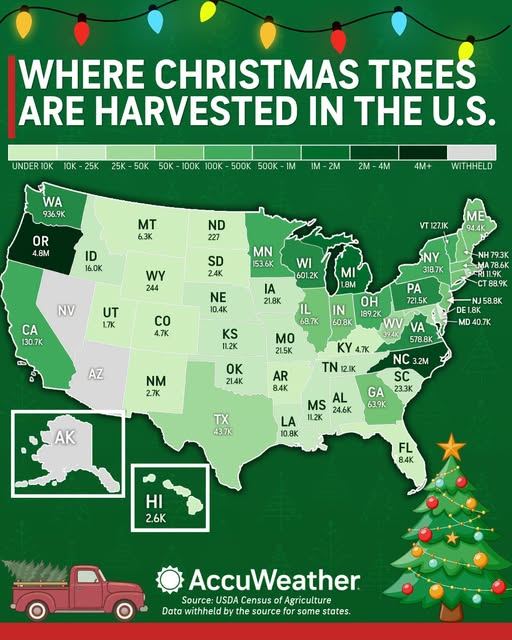 WHERE CHRISTMAS TREES
ARE HARVESTED IN THE U.S.
UNDER 10K 10K - 25K 25K - 50K 50K - 100K 100K - 500K 500K - 1M 1M - 2M 2M - 4M 4M+ WITHHELD
WA
936.9K
OR
4.8M
CA
130.7K
NV
ID
16.0K
MT
6.3K
WY
244
UT
1.7K
AZ
CO
4.7K
NM
2.7K
ND
227
SD
2.4K
NE
10.4K
KS
11.2K
OK
21.4K
TX
43.7K
MN
153.6K
IA
21.8K
MO
21.5K
AR
8.4K
LA
10.8K
WI
601.2K
IL
68.7K
MI
1.8M
IN
60.8K
OH
189.2K
KY 4.7K
TN 12.1K
MS
11.2K
AL
24.6K
GA
63.9K
FL
8.4K
SC
23.3K
NC 3.2M
VA
578.8K
WV
39.4K
PA
721.5K
NY
318.7K
VT 127.1K
ME
94.4K
NH 79.3K
MA 78.6K
RI 11.9K
CT 88.9K
NJ 58.8K
DE 1.8K
MD 40.7K
AK
HI
2.6K
AccuWeather
Source: USDA Census of Agriculture
Data withheld by the source for some states.